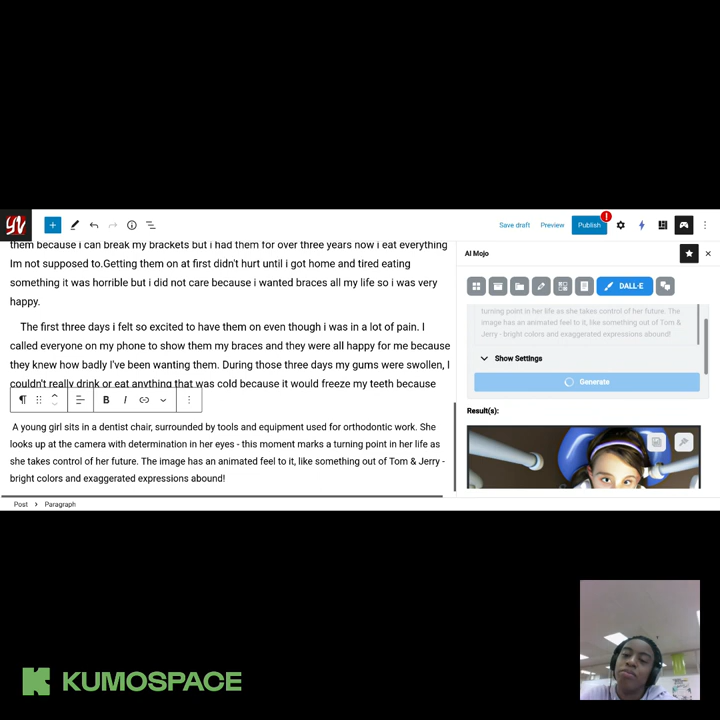 YV
Save draft Preview Publish !
them because i can break my brackets but i had them for over three years now i eat everything
Im not supposed to.Getting them on at first didn't hurt until i got home and tired eating
something it was horrible but i did not care because i wanted braces all my life so i was very
happy.
The first three days i felt so excited to have them on even though i was in a lot of pain. I
called everyone on my phone to show them my braces and they were all happy for me because
they knew how badly I've been wanting them. During those three days my gums were swollen, I
couldn't really drink or eat anything that was cold because it would freeze my teeth because
B I
A young girl sits in a dentist chair, surrounded by tools and equipment used for orthodontic work. She
looks up at the camera with determination in her eyes - this moment marks a turning point in her life as
she takes control of her future. The image has an animated feel to it, like something out of Tom & Jerry -
bright colors and exaggerated expressions abound!
Post > Paragraph
AI Mojo
DALL·E
turning point in her life as she takes control of her future. The
image has an animated feel to it, like something out of Tom &
Jerry - bright colors and exaggerated expressions abound!
Show Settings
Generate
Result(s):
KUMOSPACE